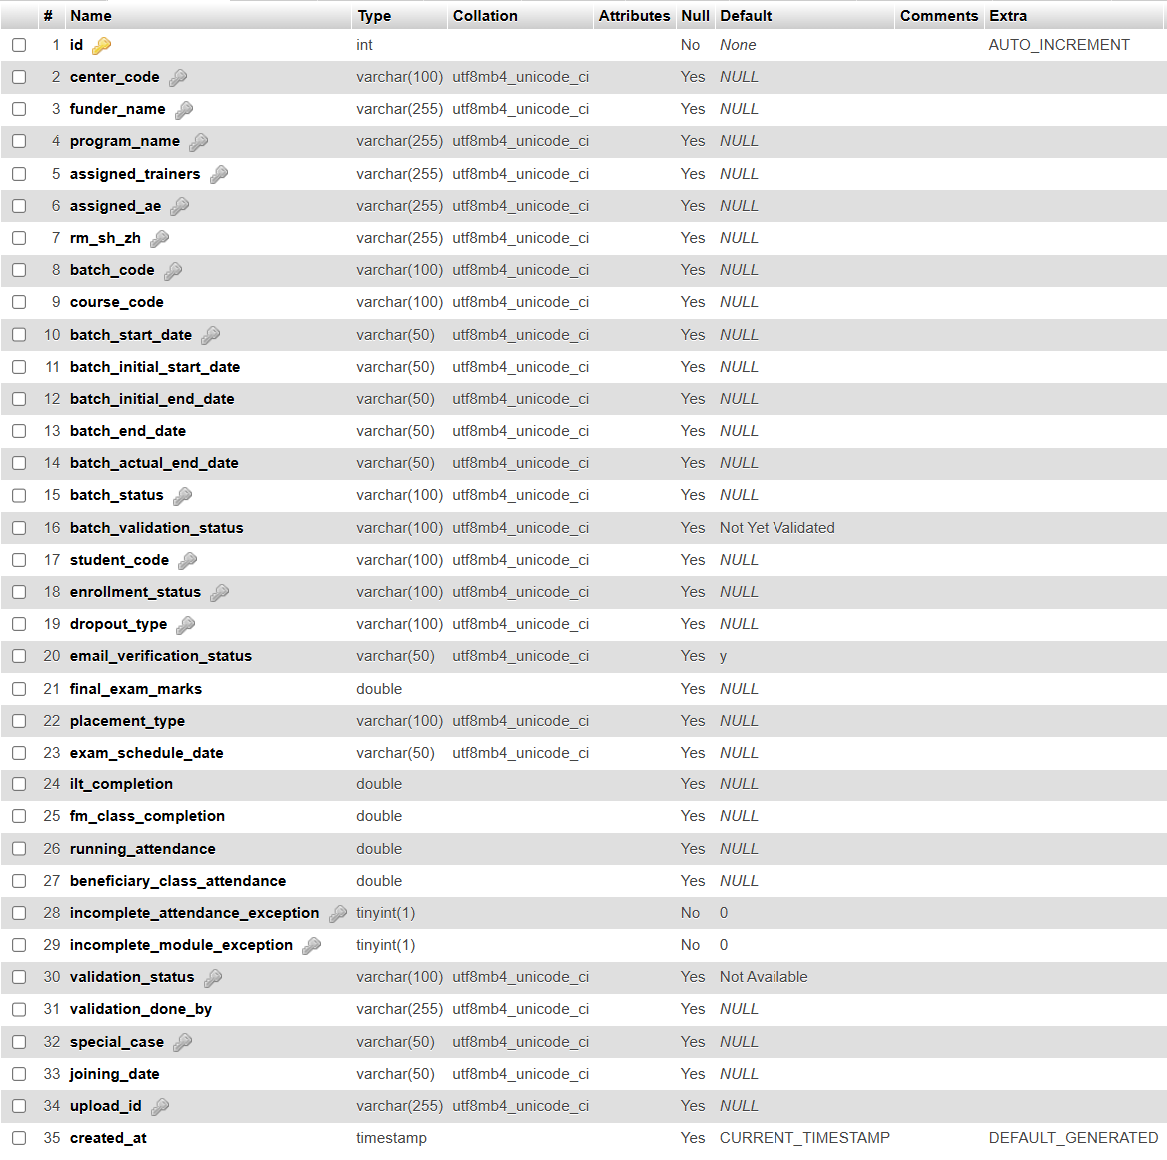 # Name Type Collation Attributes Null Default Comments Extra
1 id int No None AUTO_INCREMENT
2 center_code varchar(100) utf8mb4_unicode_ci Yes NULL
3 funder_name varchar(255) utf8mb4_unicode_ci Yes NULL
4 program_name varchar(255) utf8mb4_unicode_ci Yes NULL
5 assigned_trainers varchar(255) utf8mb4_unicode_ci Yes NULL
6 assigned_ae varchar(255) utf8mb4_unicode_ci Yes NULL
7 rm_sh_zh varchar(255) utf8mb4_unicode_ci Yes NULL
8 batch_code varchar(100) utf8mb4_unicode_ci Yes NULL
9 course_code varchar(100) utf8mb4_unicode_ci Yes NULL
10 batch_start_date varchar(50) utf8mb4_unicode_ci Yes NULL
11 batch_initial_start_date varchar(50) utf8mb4_unicode_ci Yes NULL
12 batch_initial_end_date varchar(50) utf8mb4_unicode_ci Yes NULL
13 batch_end_date varchar(50) utf8mb4_unicode_ci Yes NULL
14 batch_actual_end_date varchar(50) utf8mb4_unicode_ci Yes NULL
15 batch_status varchar(100) utf8mb4_unicode_ci Yes NULL
16 batch_validation_status varchar(100) utf8mb4_unicode_ci Yes Not Yet Validated
17 student_code varchar(100) utf8mb4_unicode_ci Yes NULL
18 enrollment_status varchar(100) utf8mb4_unicode_ci Yes NULL
19 dropout_type varchar(100) utf8mb4_unicode_ci Yes NULL
20 email_verification_status varchar(50) utf8mb4_unicode_ci Yes y
21 final_exam_marks double Yes NULL
22 placement_type varchar(100) utf8mb4_unicode_ci Yes NULL
23 exam_schedule_date varchar(50) utf8mb4_unicode_ci Yes NULL
24 ilt_completion double Yes NULL
25 fm_class_completion double Yes NULL
26 running_attendance double Yes NULL
27 beneficiary_class_attendance double Yes NULL
28 incomplete_attendance_exception tinyint(1) No 0
29 incomplete_module_exception tinyint(1) No 0
30 validation_status varchar(100) utf8mb4_unicode_ci Yes Not Available
31 validation_done_by varchar(255) utf8mb4_unicode_ci Yes NULL
32 special_case varchar(50) utf8mb4_unicode_ci Yes NULL
33 joining_date varchar(50) utf8mb4_unicode_ci Yes NULL
34 upload_id varchar(255) utf8mb4_unicode_ci Yes NULL
35 created_at timestamp Yes CURRENT_TIMESTAMP DEFAULT_GENERATED